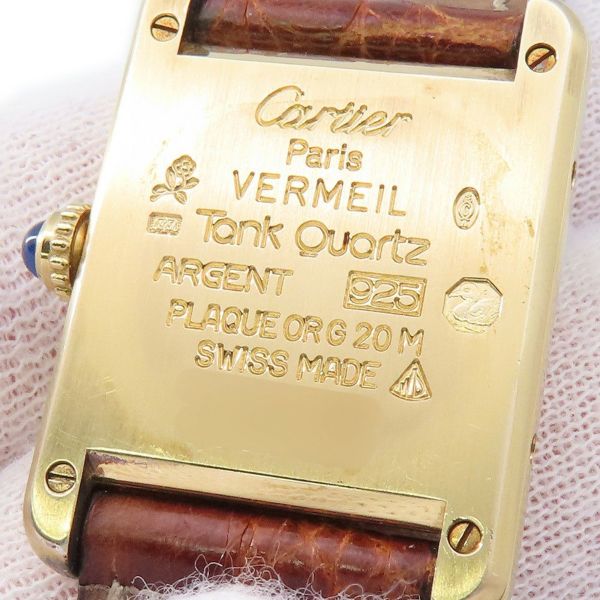 Cartier
Paris
VERMEIL
Tank Quartz
ARGENT 925
PLAQUE OR G 20 M
SWISS MADE